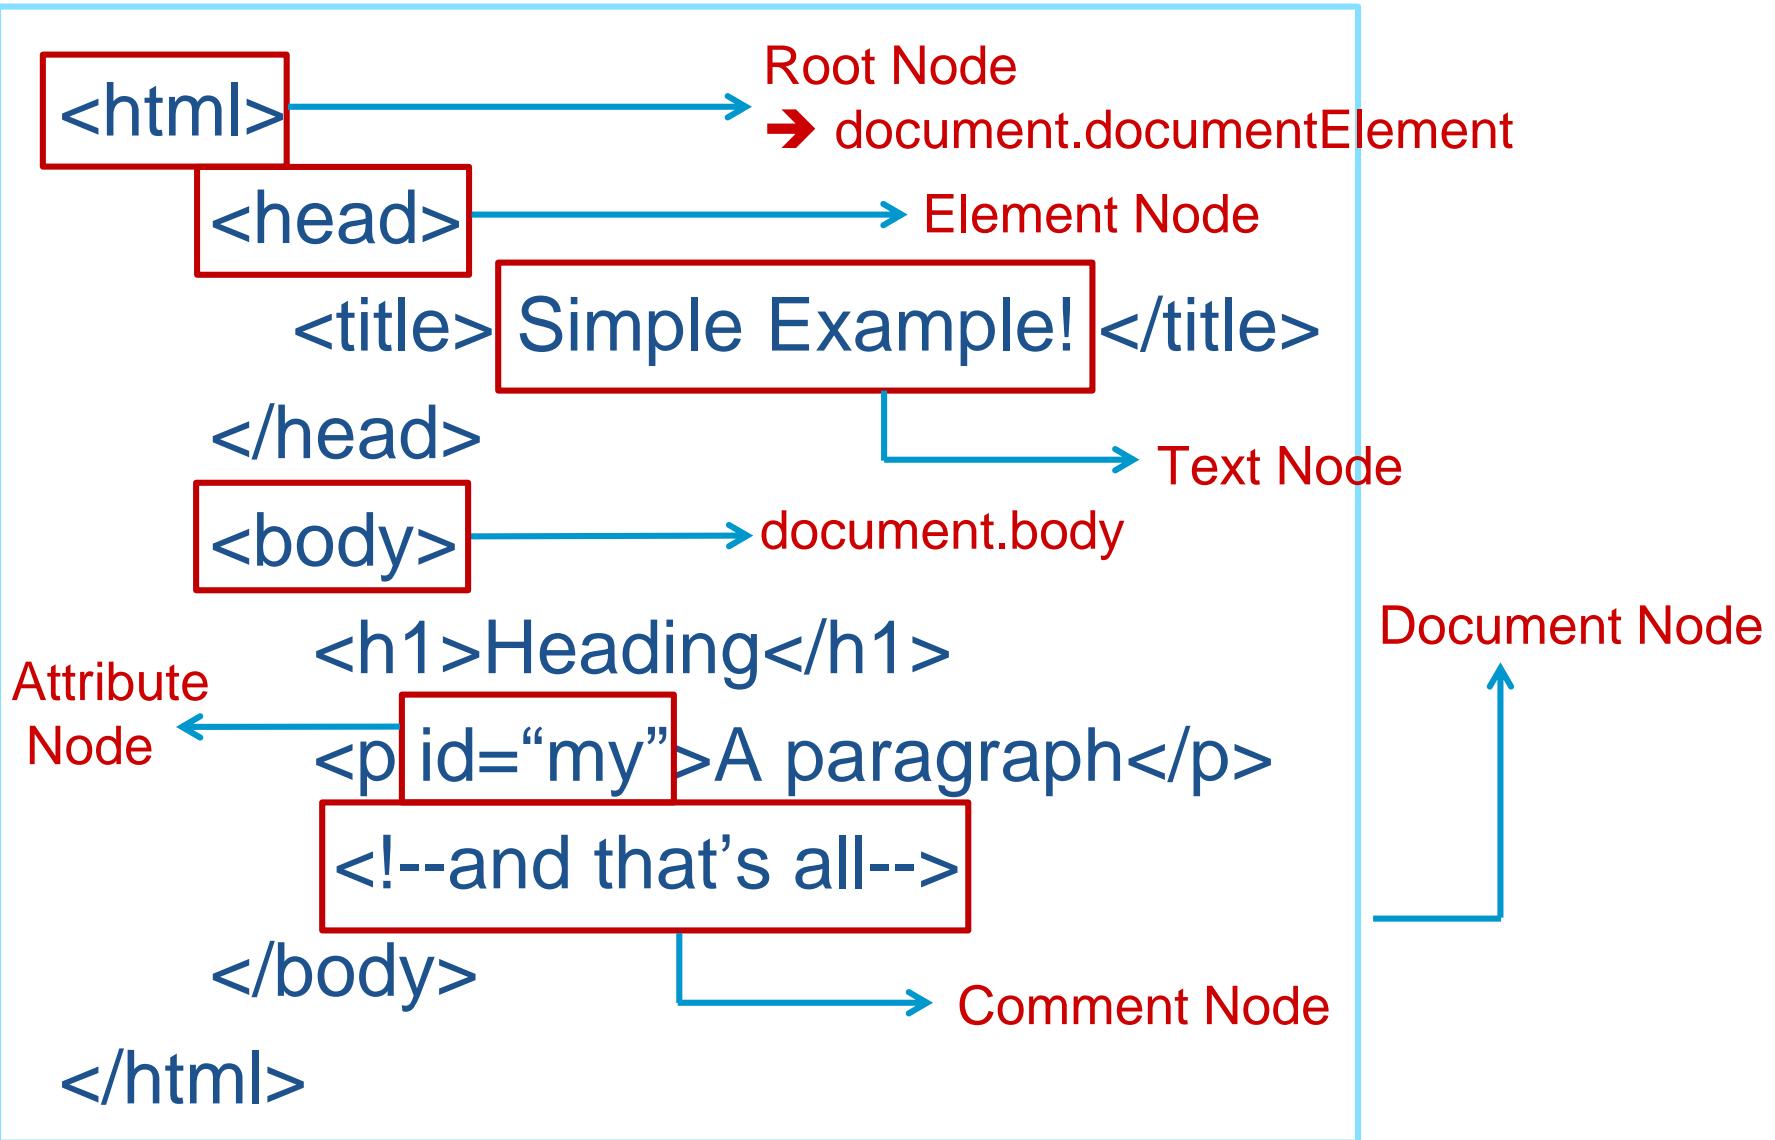 <html>
Root Node
➔ document.documentElement
<head>
Element Node
<title> Simple Example! </title>
</head>
Text Node
<body>
document.body
<h1>Heading</h1>
Document Node
Attribute
Node
<p id=“my”>A paragraph</p>
<!--and that’s all-->
</body>
Comment Node
</html>